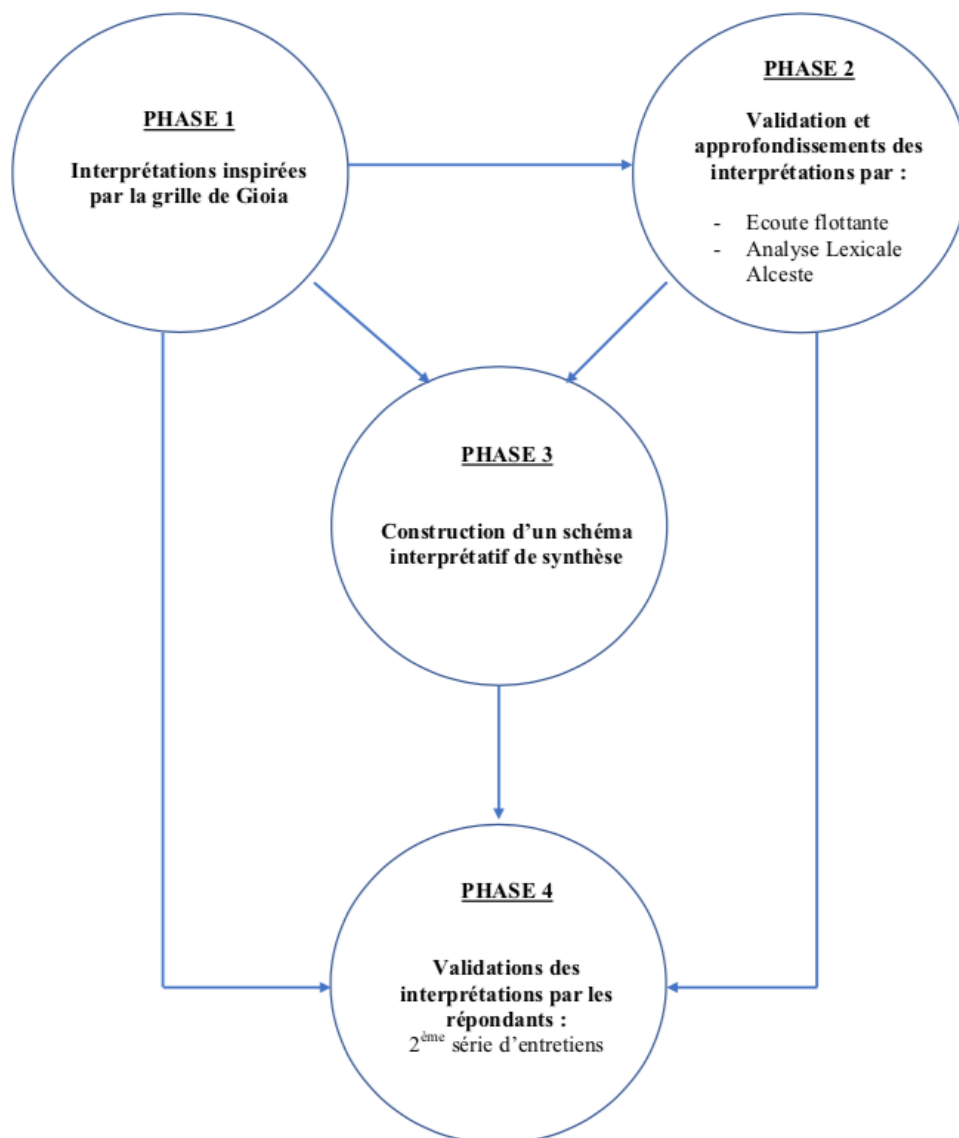 PHASE 1
Interprétations inspirées
par la grille de Gioia
PHASE 2
Validation et
approfondissements des
interprétations par :
- Ecoute flottante
- Analyse Lexicale
Alceste
PHASE 3
Construction d’un schéma
interprétatif de synthèse
PHASE 4
Validations des
interprétations par les
répondants :
2ème série d’entretiens